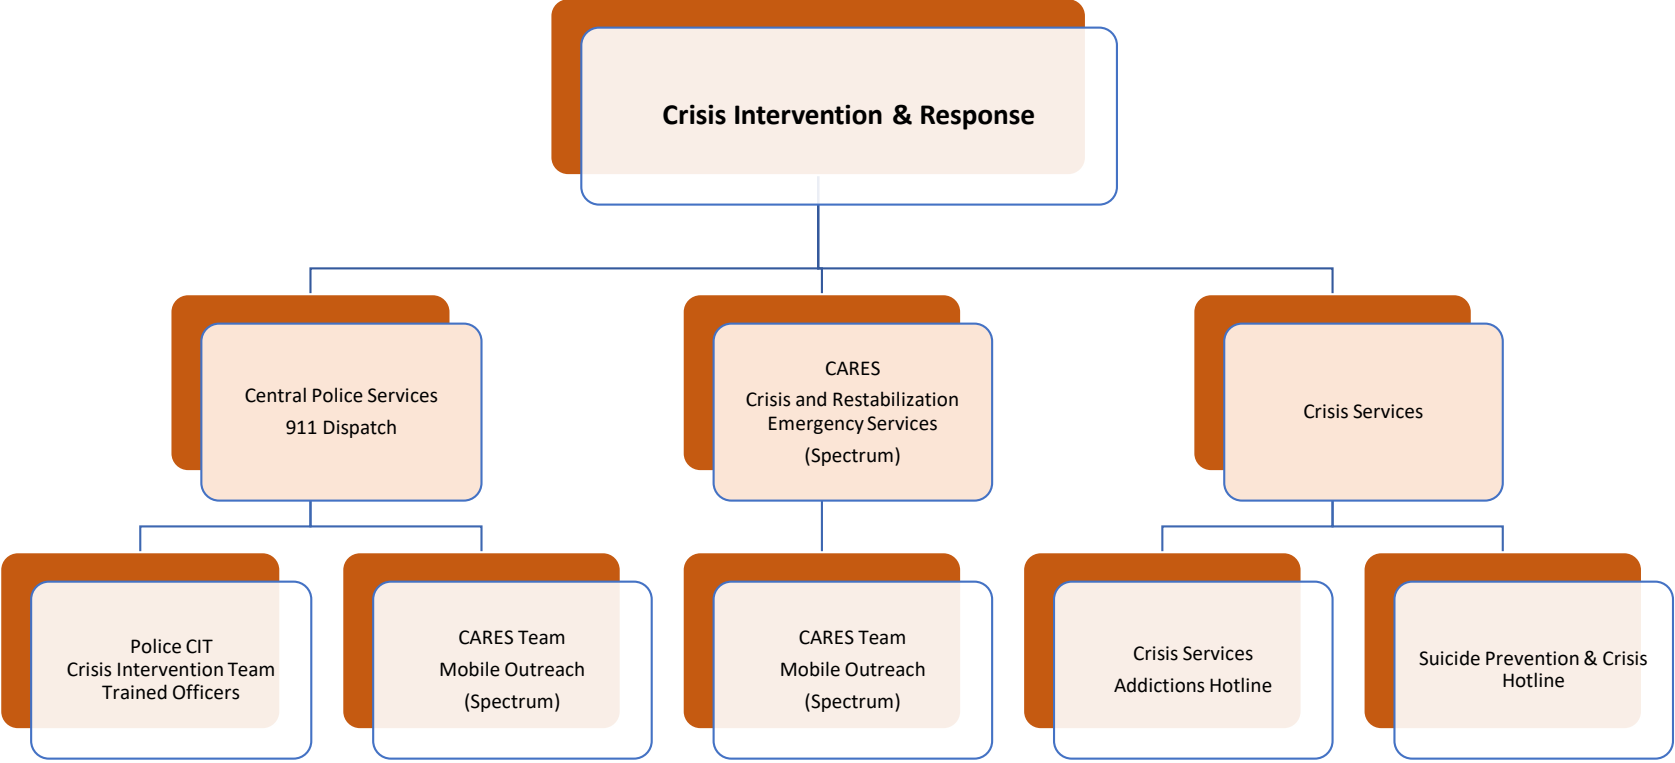 Crisis Intervention & Response
Central Police Services
911 Dispatch
CARES
Crisis and Restabilization
Emergency Services
(Spectrum)
Crisis Services
Police CIT
Crisis Intervention Team
Trained Officers
CARES Team
Mobile Outreach
(Spectrum)
CARES Team
Mobile Outreach
(Spectrum)
Crisis Services
Addictions Hotline
Suicide Prevention & Crisis
Hotline